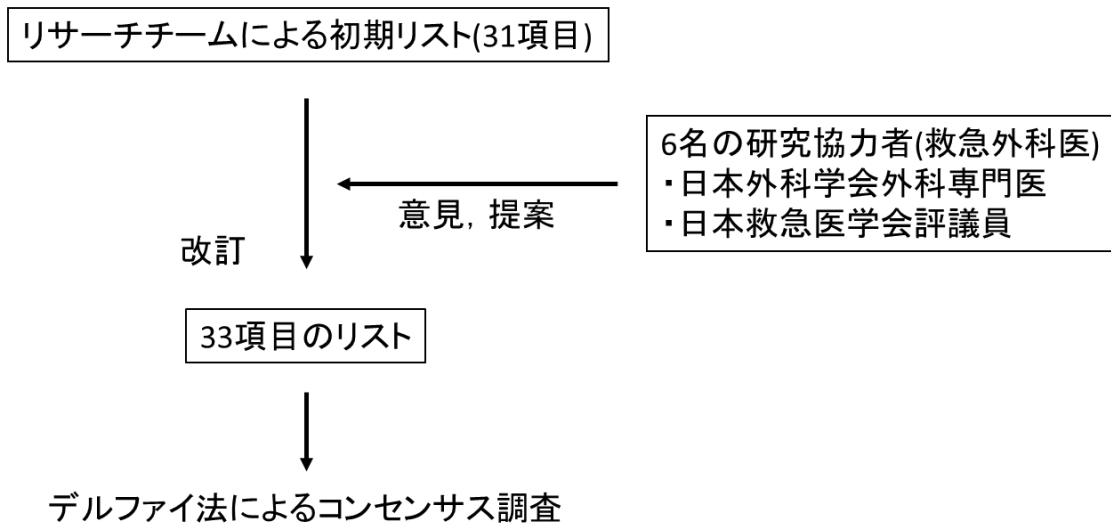 リサーチチームによる初期リスト(31項目)
6名の研究協力者(救急外科医)
・日本外科学会外科専門医
・日本救急医学会評議員
意見，提案
改訂
33項目のリスト
デルファイ法によるコンセンサス調査